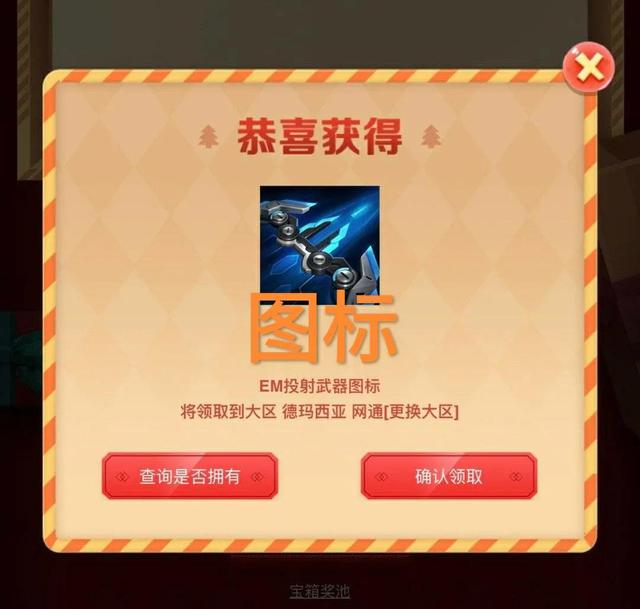 恭喜获得
图标
EM投射武器图标
将领取到大区 德玛西亚 网通[更换大区]
查询是否拥有
确认领取
宝箱奖池